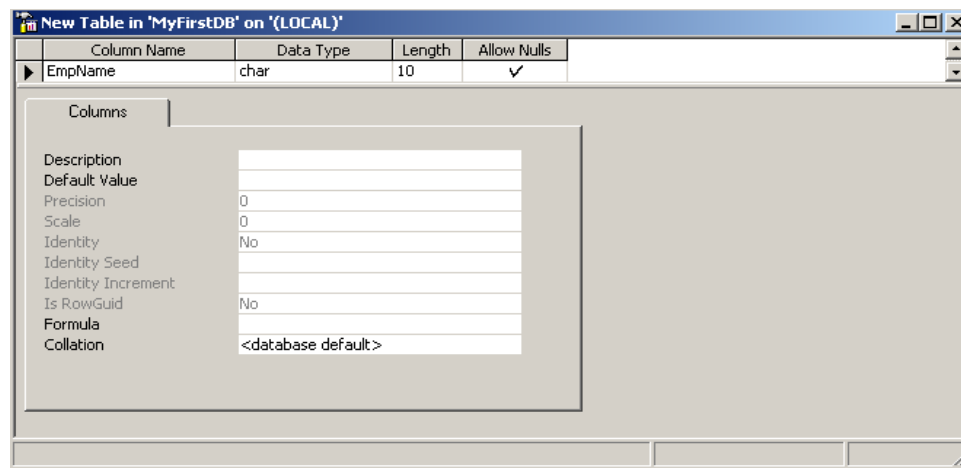 New Table in 'MyFirstDB' on '(LOCAL)'
Column Name Data Type Length Allow Nulls
EmpName char 10
Columns
Description
Default Value
Precision 0
Scale 0
Identity No
Identity Seed
Identity Increment
Is RowGuid No
Formula
Collation <database default>